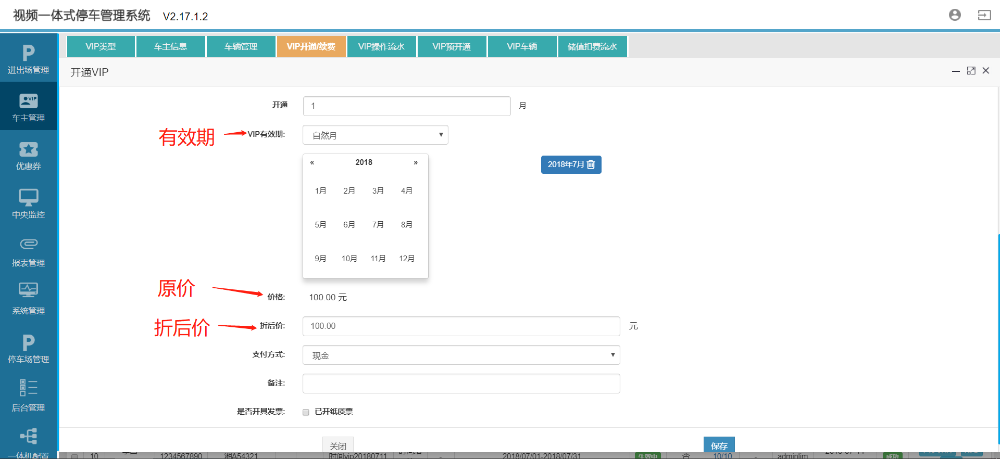 视频一体式停车管理系统 V2.17.1.2
VIP类型 车主信息 车辆管理 VIP开通/续费 VIP操作流水 VIP预开通 VIP车辆 储值扣费流水
开通VIP
P
进出场管理
VIP
车主管理
优惠券
中央监控
报表管理
系统管理
P
停车场管理
后台管理
一体机配置
开通 1 月
有效期 VIP有效期: 自然月
« 2018 » 2018年7月
1月 2月 3月 4月
5月 6月 7月 8月
9月 10月 11月 12月
原价 价格: 100.00 元
折后价 折后价: 100.00 元
支付方式: 现金
备注:
是否开具发票: 已开纸质票
关闭 保存
10 1234567890 湘A54321 时间vip20180711 - 2018/07/01-2018/07/31 生效中 否 10/10 - adminlim 成功